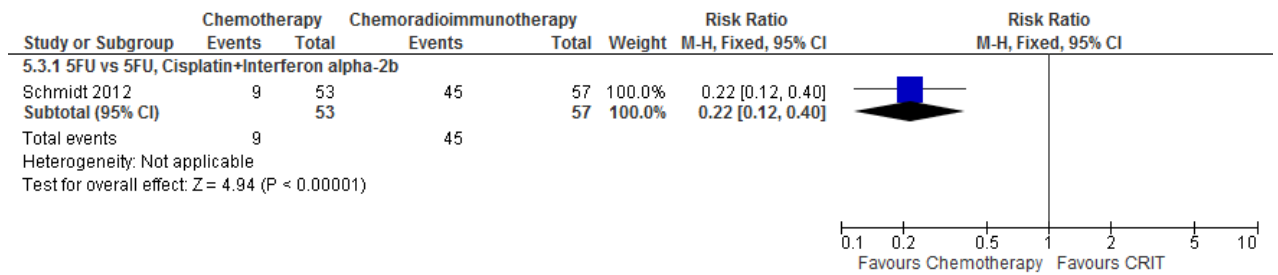 Chemotherapy Chemoradioimmunotherapy Risk Ratio Risk Ratio
Study or Subgroup Events Total Events Total Weight M-H, Fixed, 95% CI M-H, Fixed, 95% CI
5.3.1 5FU vs 5FU, Cisplatin+Interferon alpha-2b
Schmidt 2012 9 53 45 57 100.0% 0.22 [0.12, 0.40]
Subtotal (95% CI) 53 57 100.0% 0.22 [0.12, 0.40]
Total events 9 45
Heterogeneity: Not applicable
Test for overall effect: Z = 4.94 (P < 0.00001)
0.1 0.2 0.5 1 2 5 10
Favours Chemotherapy Favours CRIT